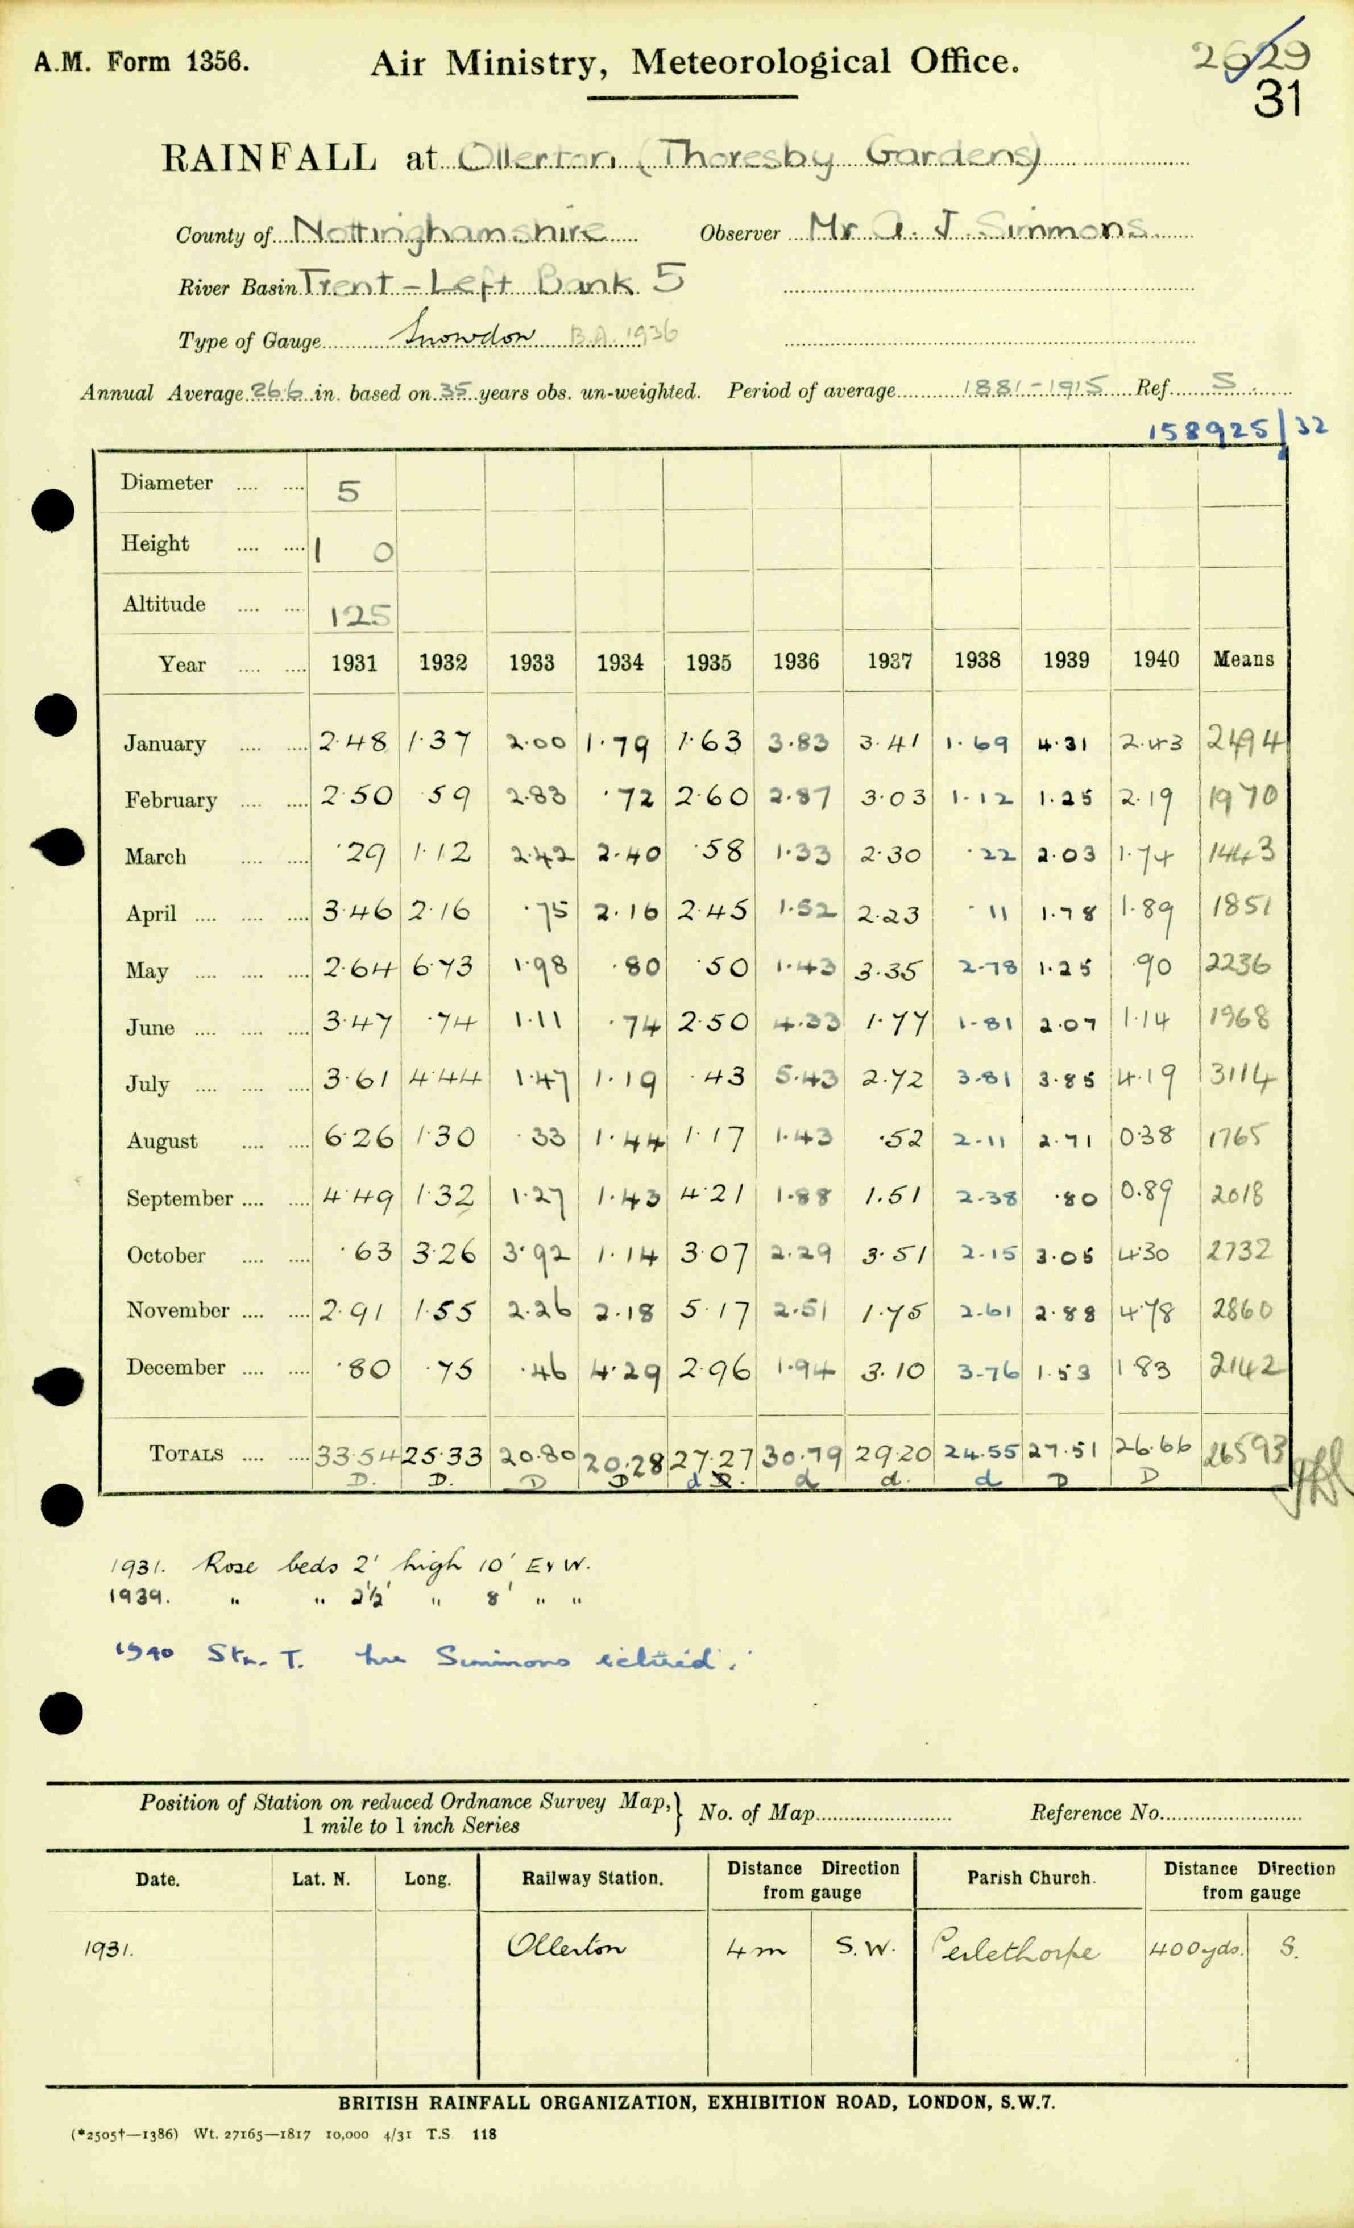 A.M. Form 1356. Air Ministry, Meteorological Office. 2629
31
RAINFALL at Ollerton (Thoresby Gardens)
County of Nottinghamshire Observer Mr A. J. Simmons
River Basin Trent - Left Bank 5
Type of Gauge Snowdon B.A. 1936
Annual Average 26.6 in. based on 35 years obs. un-weighted. Period of average 1881-1915 Ref. S
158925/32
Diameter 5
Height 1 0
Altitude 125
Year 1931 1932 1933 1934 1935 1936 1937 1938 1939 1940 Means
January 2.48 1.37 2.00 1.79 1.63 3.83 3.41 1.69 4.31 2.43 2494
February 2.50 .59 2.83 .72 2.60 2.87 3.03 1.12 1.25 2.19 1970
March .29 1.12 2.42 2.40 .58 1.33 2.30 .22 2.03 1.74 1443
April 3.46 2.16 .75 2.16 2.45 1.52 2.23 .11 1.78 1.89 1851
May 2.64 6.73 1.98 .80 .50 1.43 3.35 2.78 1.25 .90 2236
June 3.47 .74 1.11 .74 2.50 4.33 1.77 1.81 2.07 1.14 1968
July 3.61 4.44 1.47 1.19 .43 5.43 2.72 3.81 3.85 4.19 3114
August 6.26 1.30 .33 1.44 1.17 1.43 .52 2.11 2.71 0.38 1765
September 4.49 1.32 1.27 1.43 4.21 1.88 1.51 2.38 .80 0.89 2018
October .63 3.26 3.92 1.14 3.07 2.29 3.51 2.15 3.05 4.30 2732
November 2.91 1.55 2.26 2.18 5.17 2.51 1.75 2.61 2.88 4.78 2860
December .80 .75 .46 4.29 2.96 1.94 3.10 3.76 1.53 1.83 2142
TOTALS 33.54 25.33 20.80 20.28 27.27 30.79 29.20 24.55 27.51 26.66 26593
D. D. D D d D. d d. d D D
1931. Rose beds 2' high 10' E & W.
1939. " " 2½' " 8' " "
1940 Stn. T. Mr Simmons retired.
Position of Station on reduced Ordnance Survey Map,} No. of Map Reference No.
1 mile to 1 inch Series
Date. Lat. N. Long. Railway Station. Distance Direction from gauge Parish Church. Distance Direction from gauge
1931. Ollerton 4m S.W. Perlethorpe 400yds. S.
BRITISH RAINFALL ORGANIZATION, EXHIBITION ROAD, LONDON, S.W.7.
(*2505†—1386) Wt. 27165—1817 10,000 4/31 T.S. 118